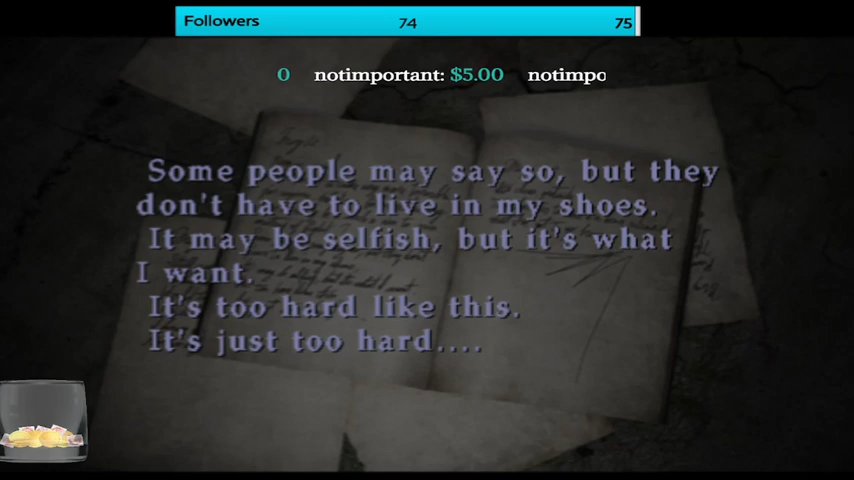 Followers 74 75
0 notimportant: $5.00 notimpo
Some people may say so, but they
don't have to live in my shoes.
It may be selfish, but it's what
I want.
It's too hard like this.
It's just too hard....